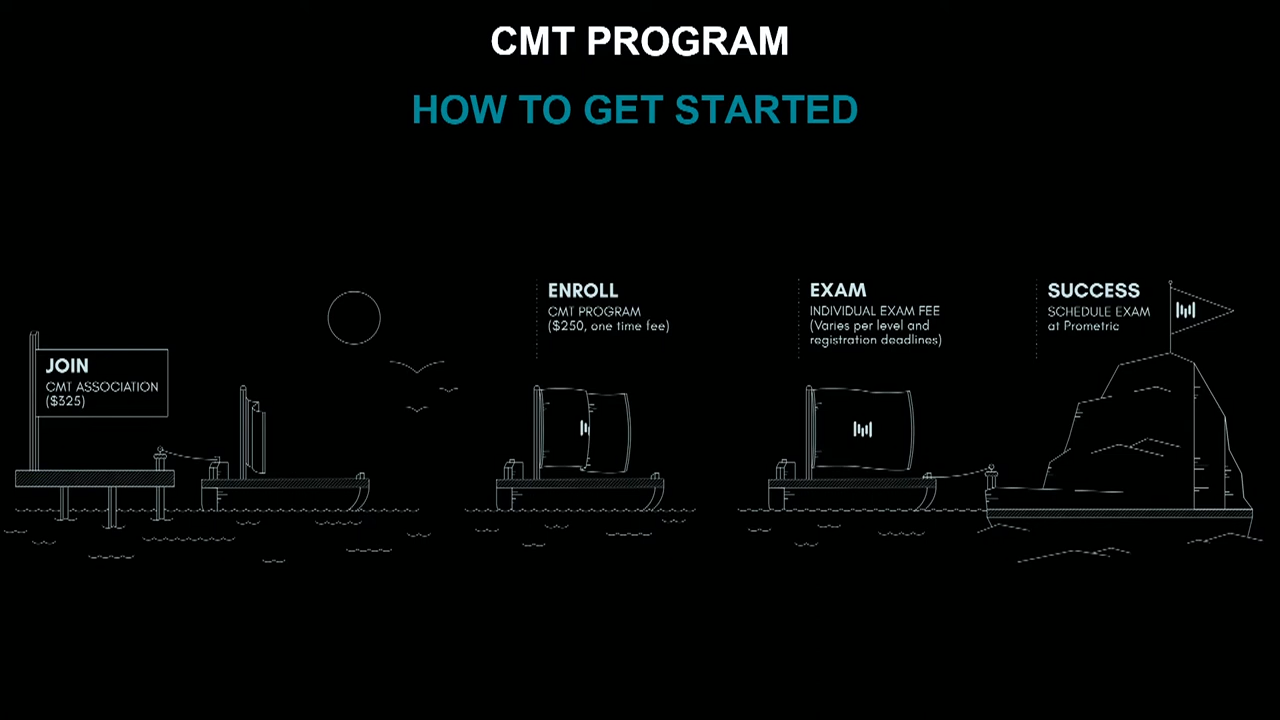 CMT PROGRAM
HOW TO GET STARTED
JOIN
CMT ASSOCIATION
($325)
ENROLL
CMT PROGRAM
($250, one time fee)
EXAM
INDIVIDUAL EXAM FEE
(Varies per level and
registration deadlines)
SUCCESS
SCHEDULE EXAM
at Prometric